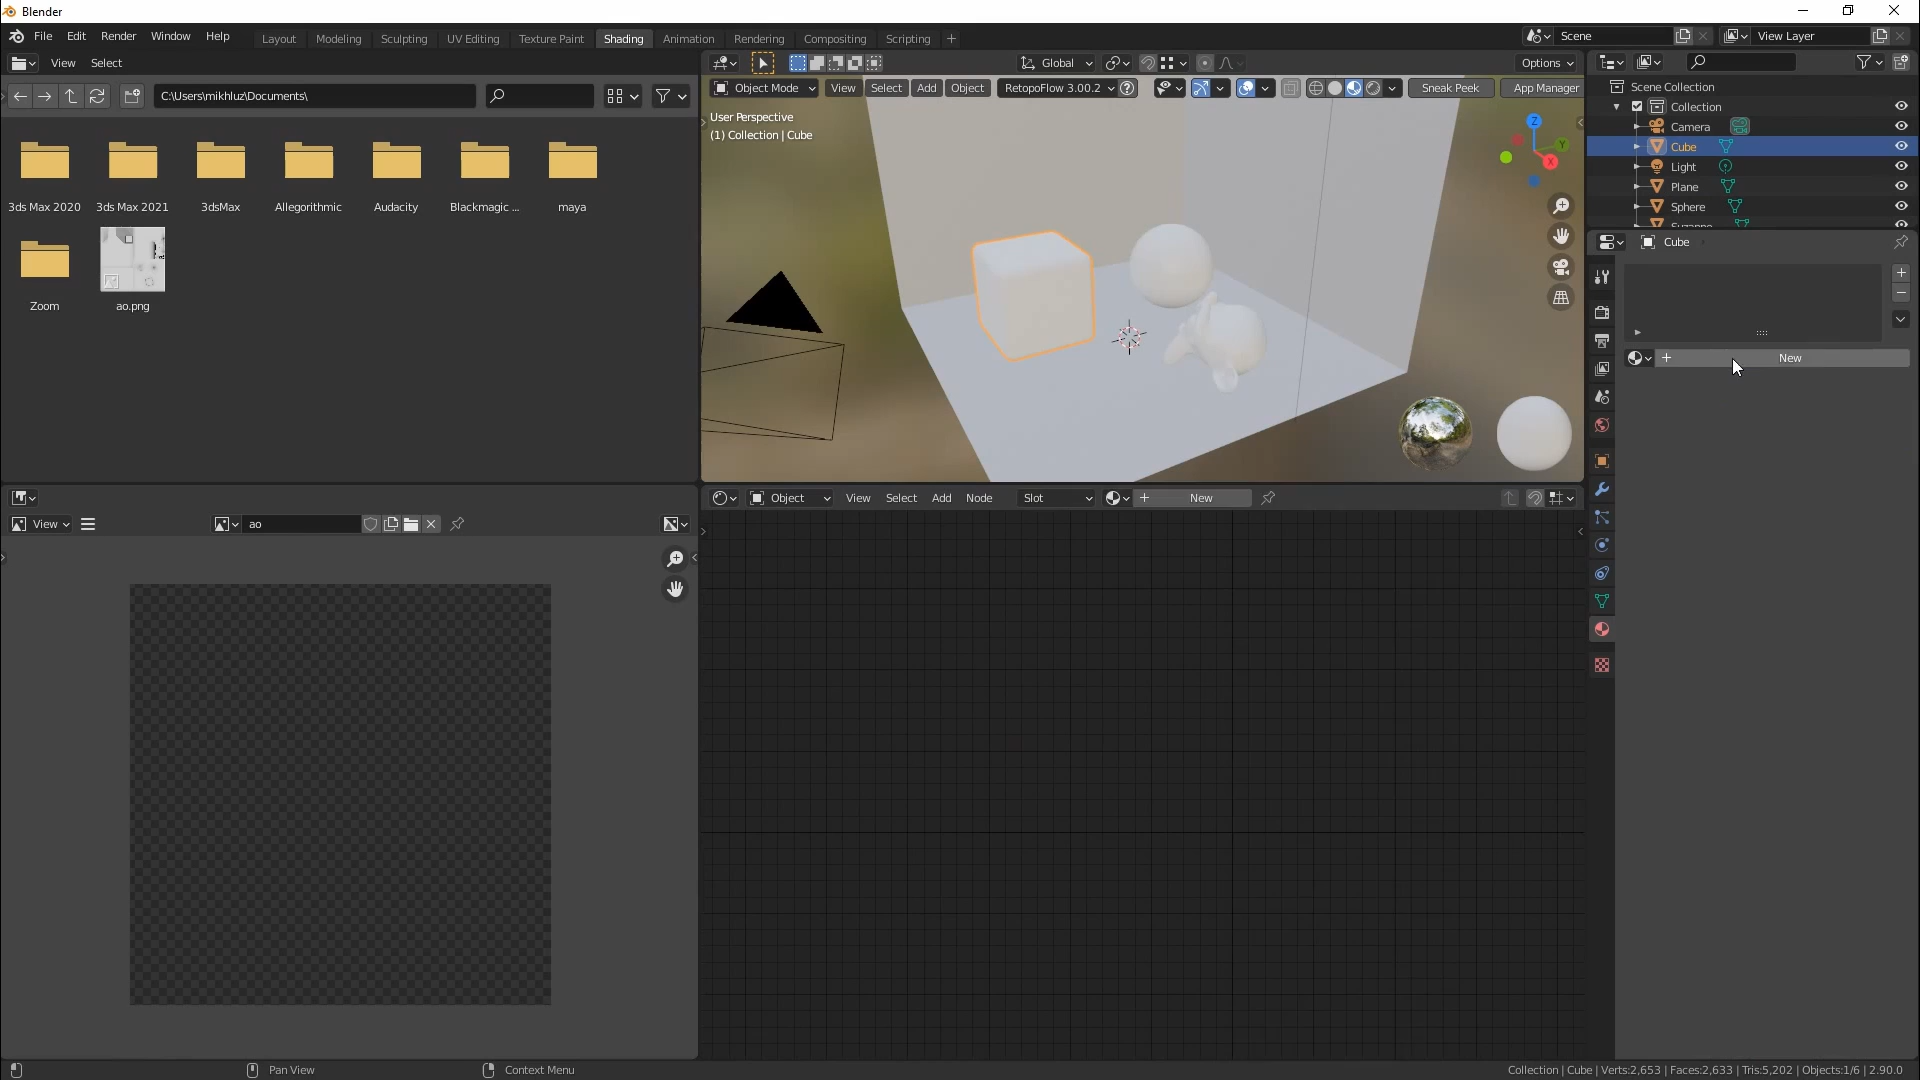 Blender
File Edit Render Window Help
Layout Modeling Sculpting UV Editing Texture Paint Shading Animation Rendering Compositing Scripting +
Scene
View Layer
View Select
Global
Options
C:\Users\mikhluz\Documents\
Object Mode View Select Add Object RetopoFlow 3.00.2
Sneak Peek
App Manager
Scene Collection
Collection
Camera
Cube
Light
Plane
Sphere
Suzanne
User Perspective
(1) Collection | Cube
Z
Y
X
3ds Max 2020
3ds Max 2021
3dsMax
Allegorithmic
Audacity
Blackmagic ...
maya
Zoom
ao.png
Cube
New
Object View Select Add Node Slot New
View
ao
Pan View
Context Menu
Collection | Cube | Verts:2,653 | Faces:2,633 | Tris:5,202 | Objects:1/6 | 2.90.0